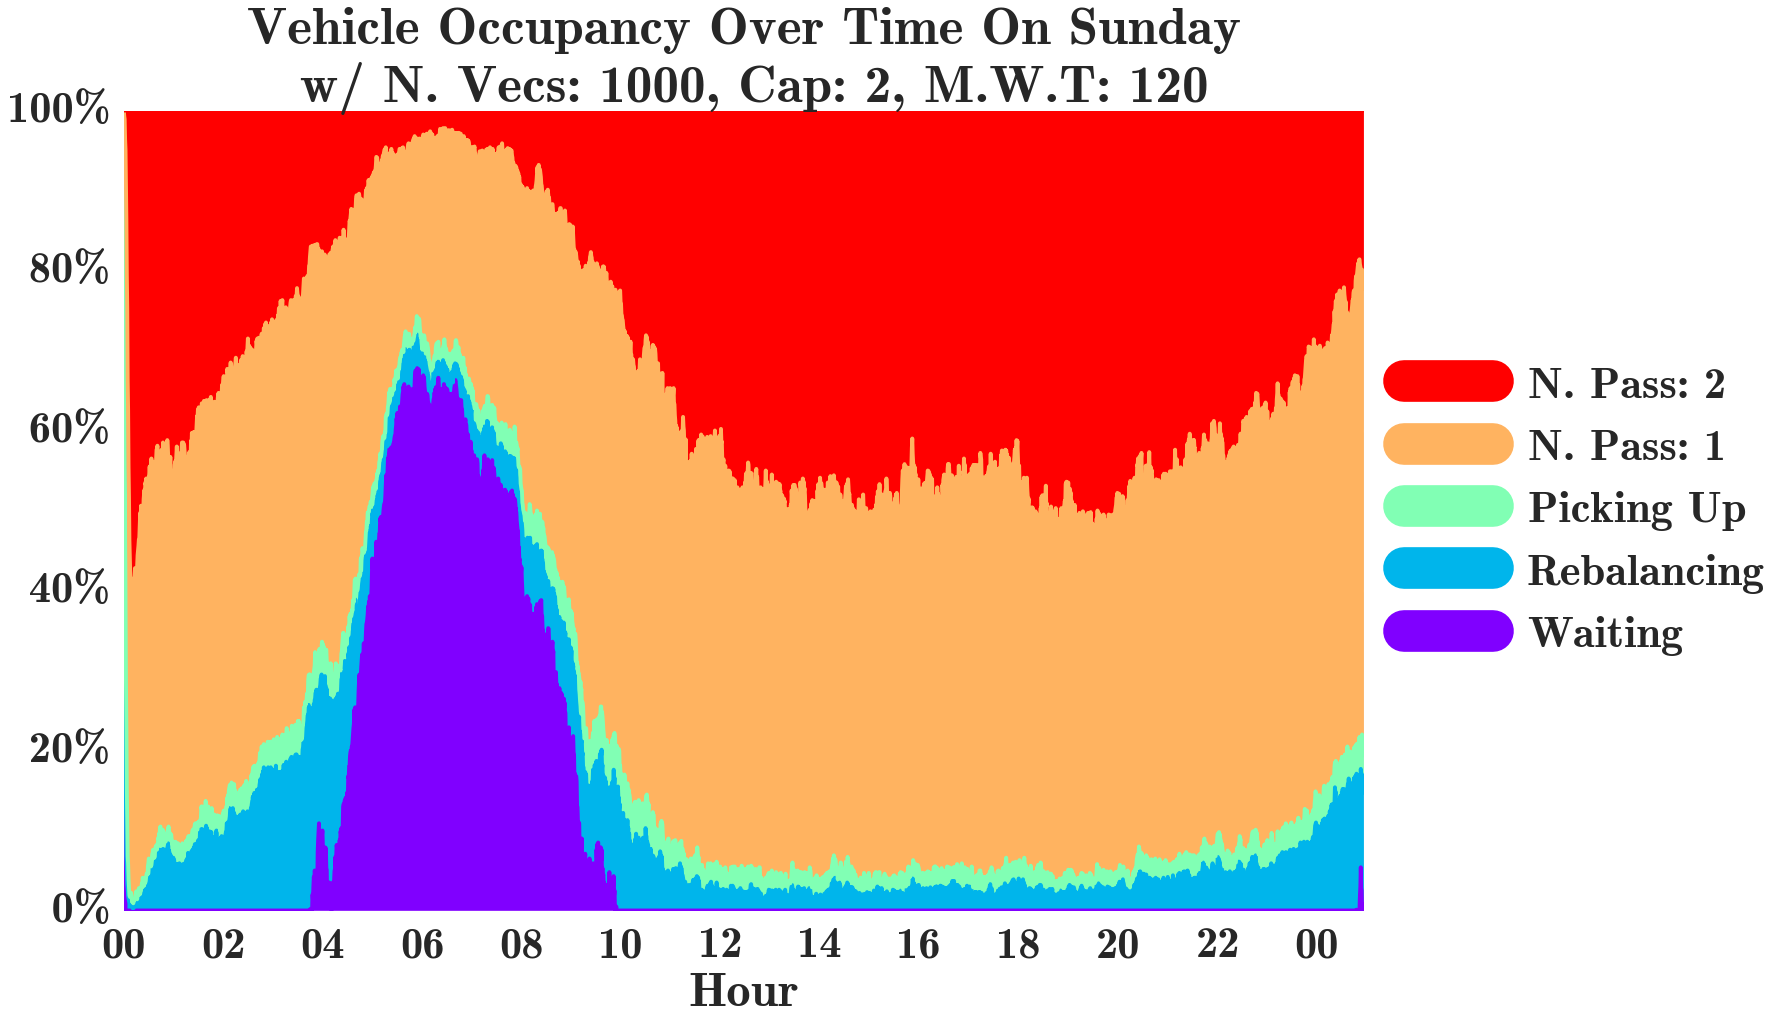 Vehicle Occupancy Over Time On Sunday
w/ N. Vecs: 1000, Cap: 2, M.W.T: 120
100%
80%
60%
40%
20%
0%
00 02 04 06 08 10 12 14 16 18 20 22 00
Hour
N. Pass: 2
N. Pass: 1
Picking Up
Rebalancing
Waiting